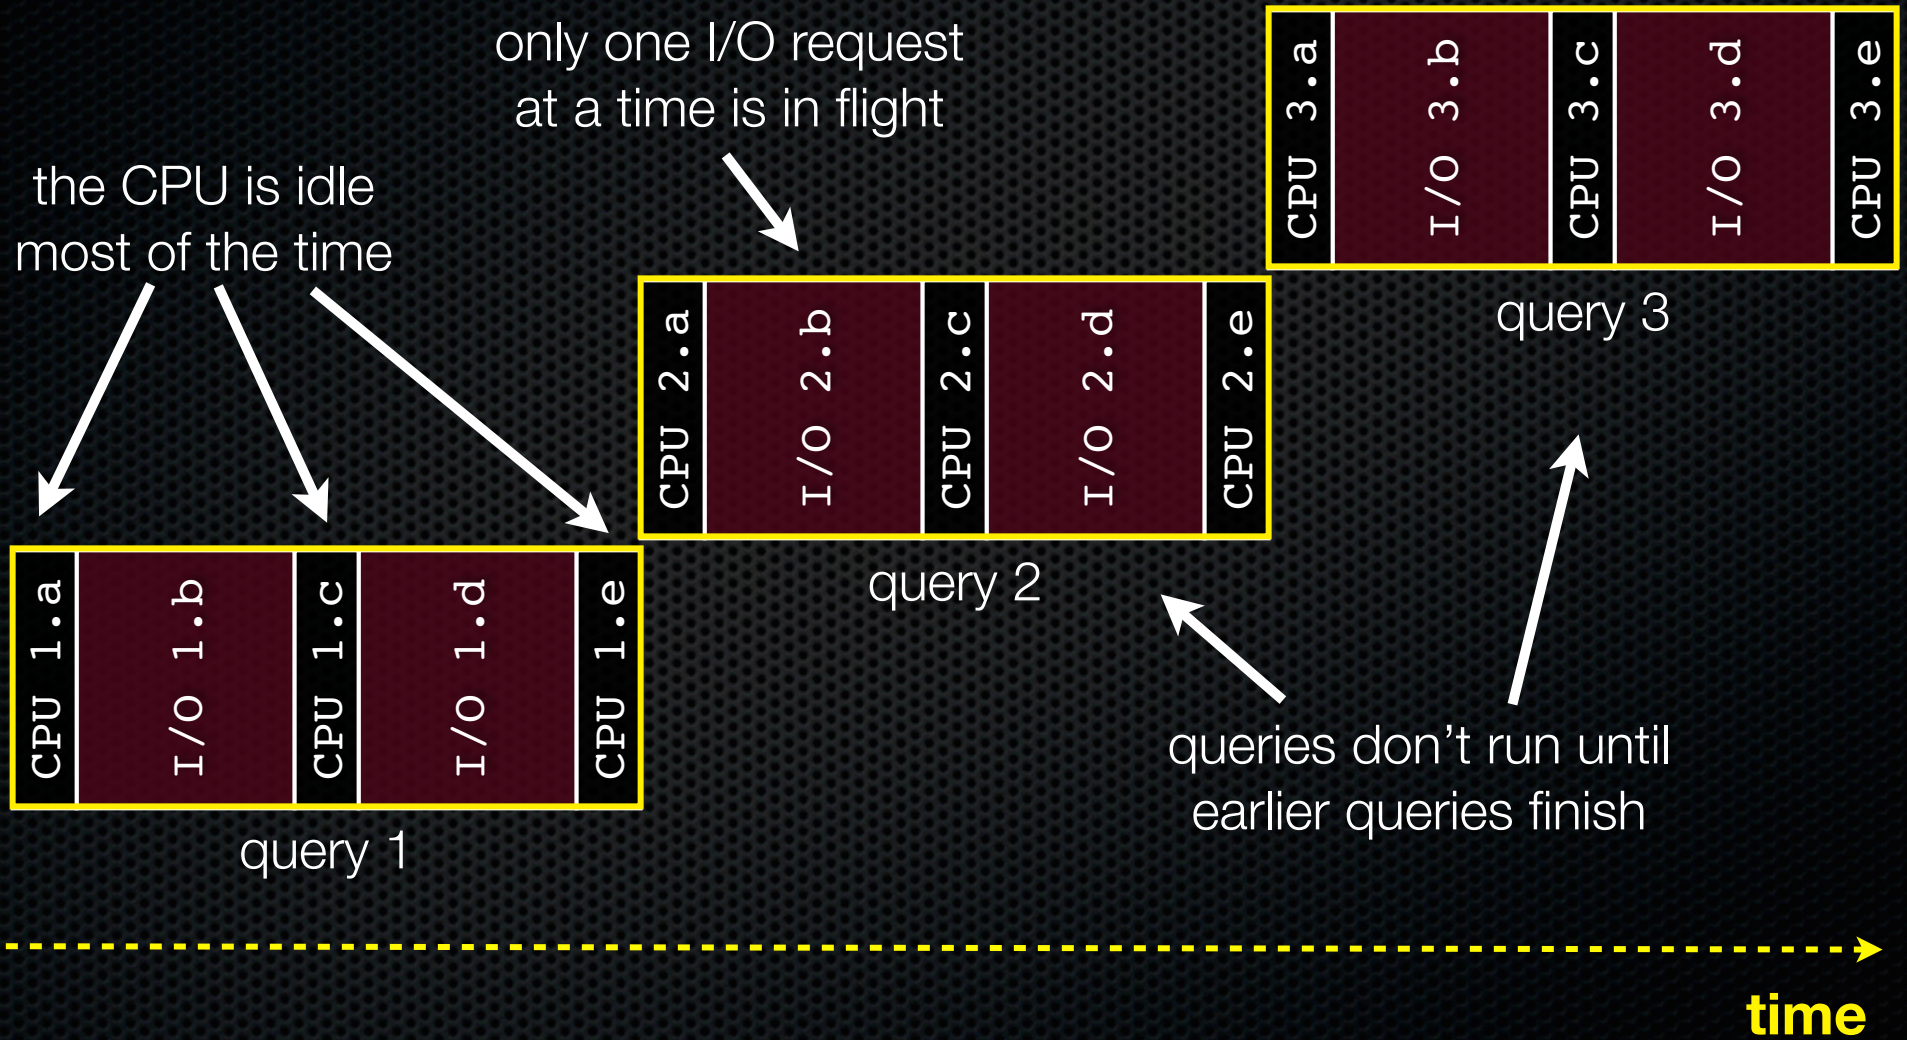 only one I/O request
at a time is in flight
the CPU is idle
most of the time
CPU 3.a
I/O 3.b
CPU 3.c
I/O 3.d
CPU 3.e
query 3
CPU 2.a
I/O 2.b
CPU 2.c
I/O 2.d
CPU 2.e
query 2
CPU 1.a
I/O 1.b
CPU 1.c
I/O 1.d
CPU 1.e
query 1
queries don’t run until
earlier queries finish
time